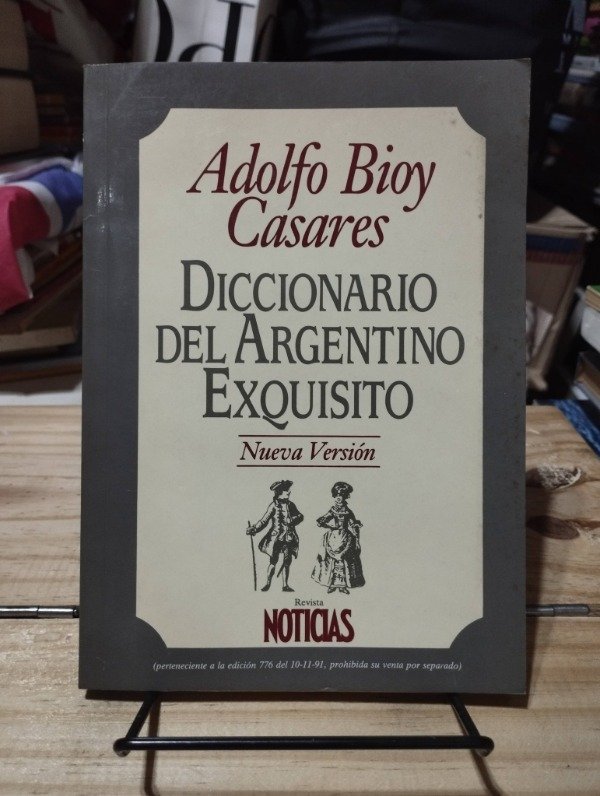 Adolfo Bioy
Casares
DICCIONARIO
DEL ARGENTINO
EXQUISITO
Nueva Versión
Revista
NOTICIAS
(perteneciente a la edición 776 del 10-11-91, prohibida su venta por separado)